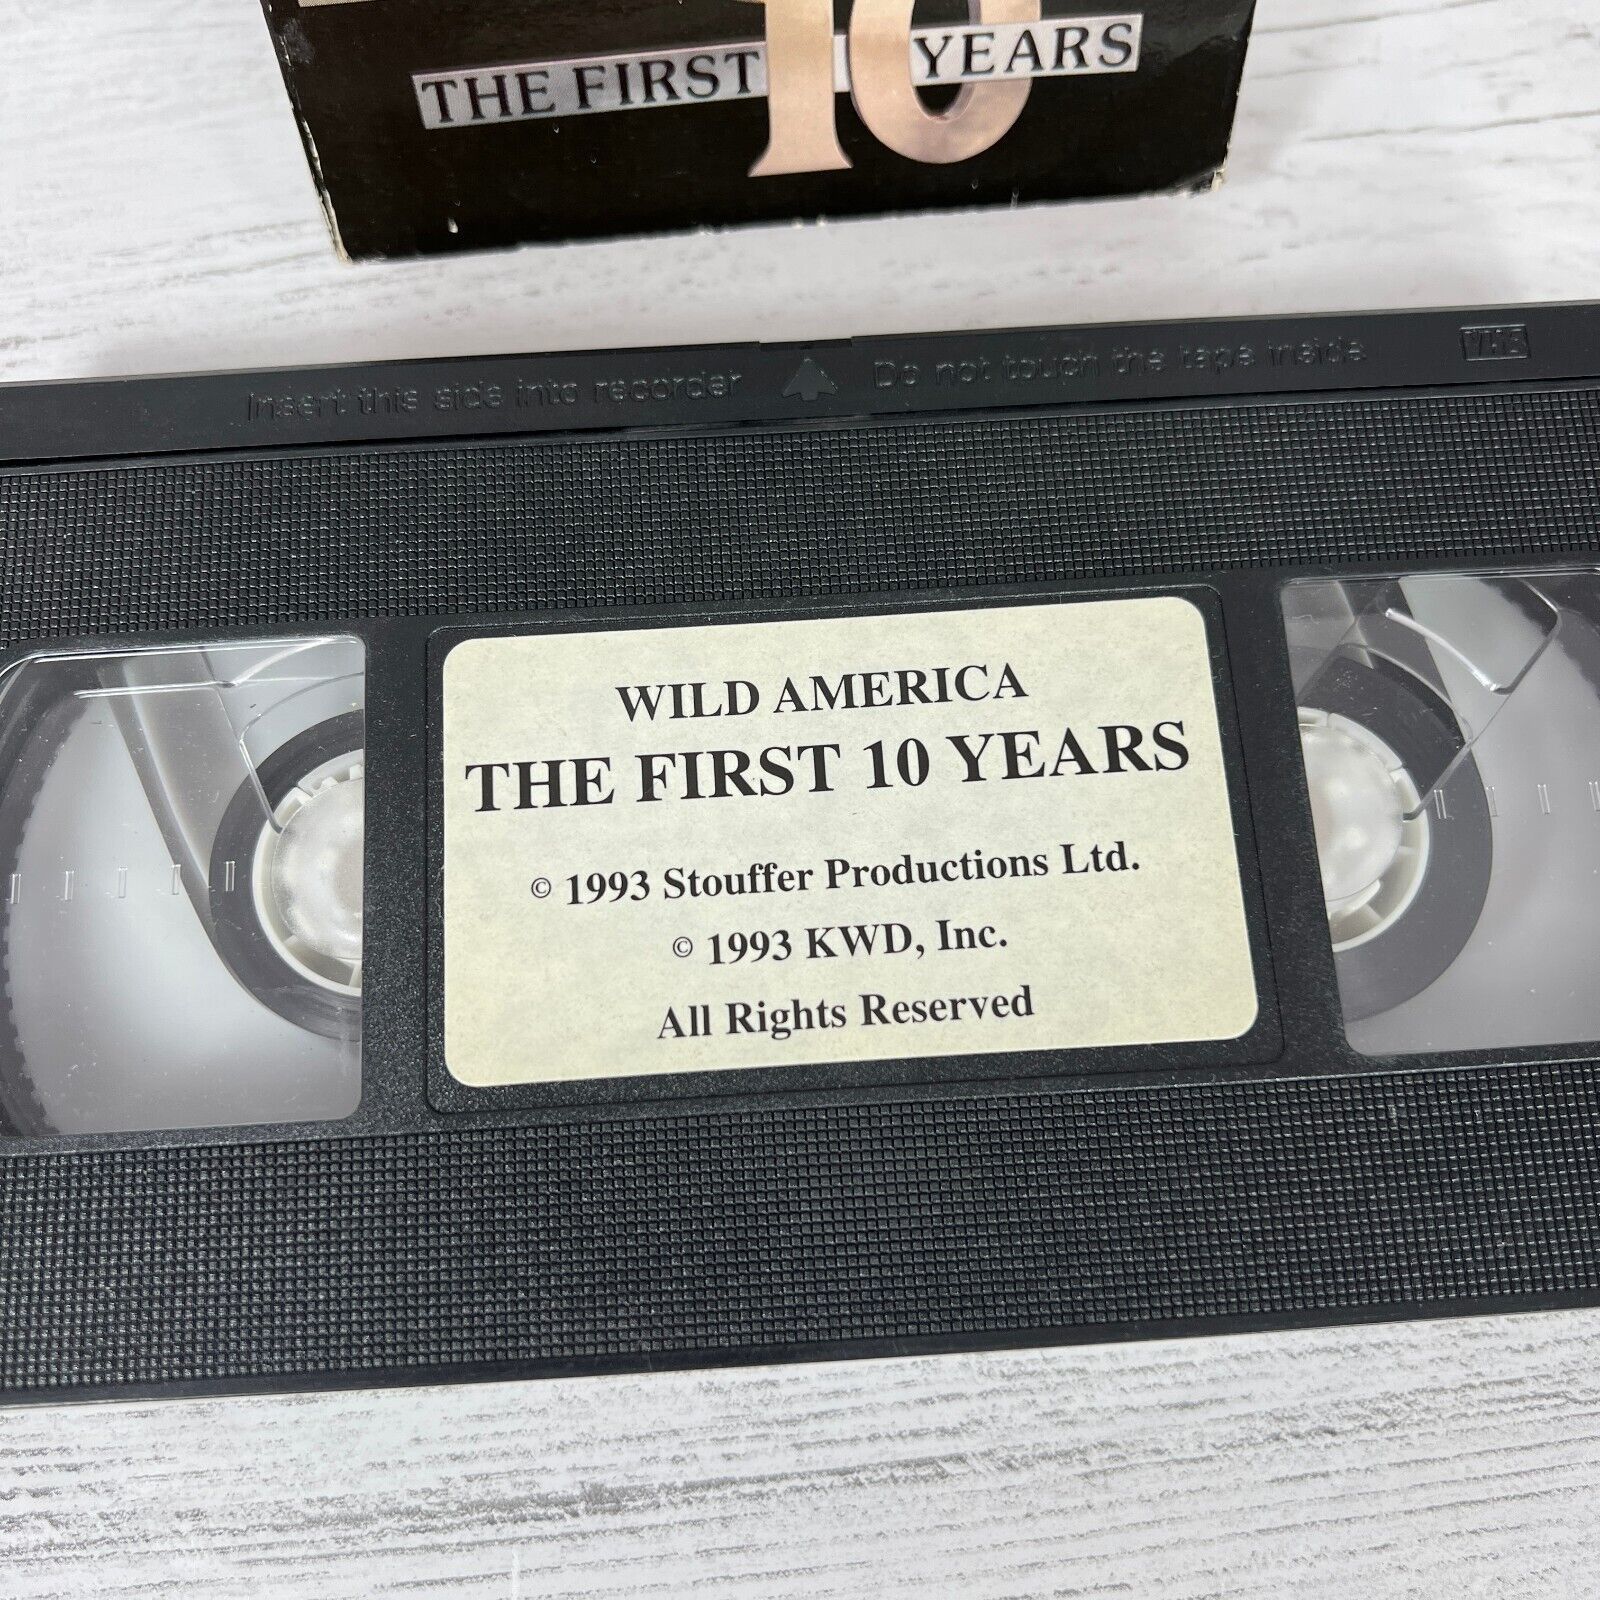 THE FIRST 10 YEARS
Insert this side into recorder Do not touch the tape inside VHS
WILD AMERICA
THE FIRST 10 YEARS
© 1993 Stouffer Productions Ltd.
© 1993 KWD, Inc.
All Rights Reserved